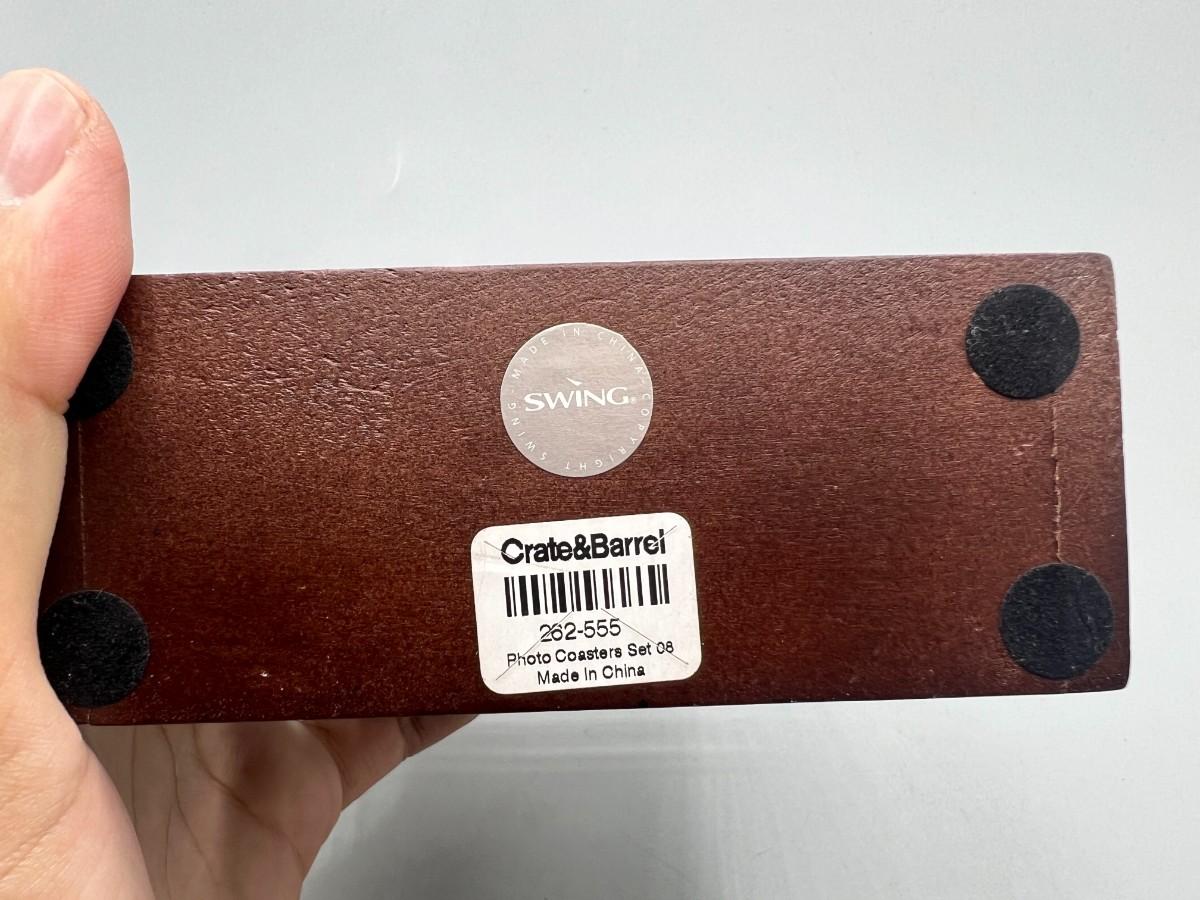 MADE IN CHINA · COPYRIGHT SWING ·
SWING®
Crate&Barrel
262-555
Photo Coasters Set 08
Made In China